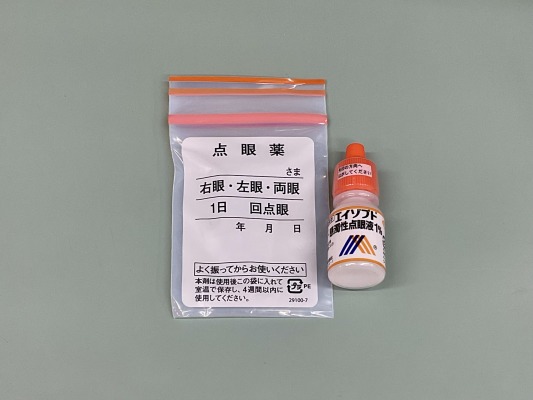 点眼薬
さま
右眼・左眼・両眼
1日　回点眼
年　月　日
よく振ってからお使いください
本剤は使用後この袋に入れて
室温で保存し、4週間以内に
使用してください。
プラ PE
29100-7
エイゾプト
懸濁性点眼液1%
®